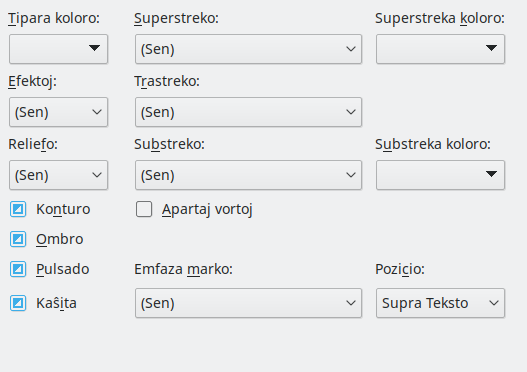 Tipara koloro: Superstreko: Superstreka koloro:
(Sen)
Efektoj: Trastreko:
(Sen) (Sen)
Reliefo: Substreko: Substreka koloro:
(Sen) (Sen)
Konturo Apartaj vortoj
Ombro
Pulsado Emfaza marko: Pozicio:
Kaŝita (Sen) Supra Teksto